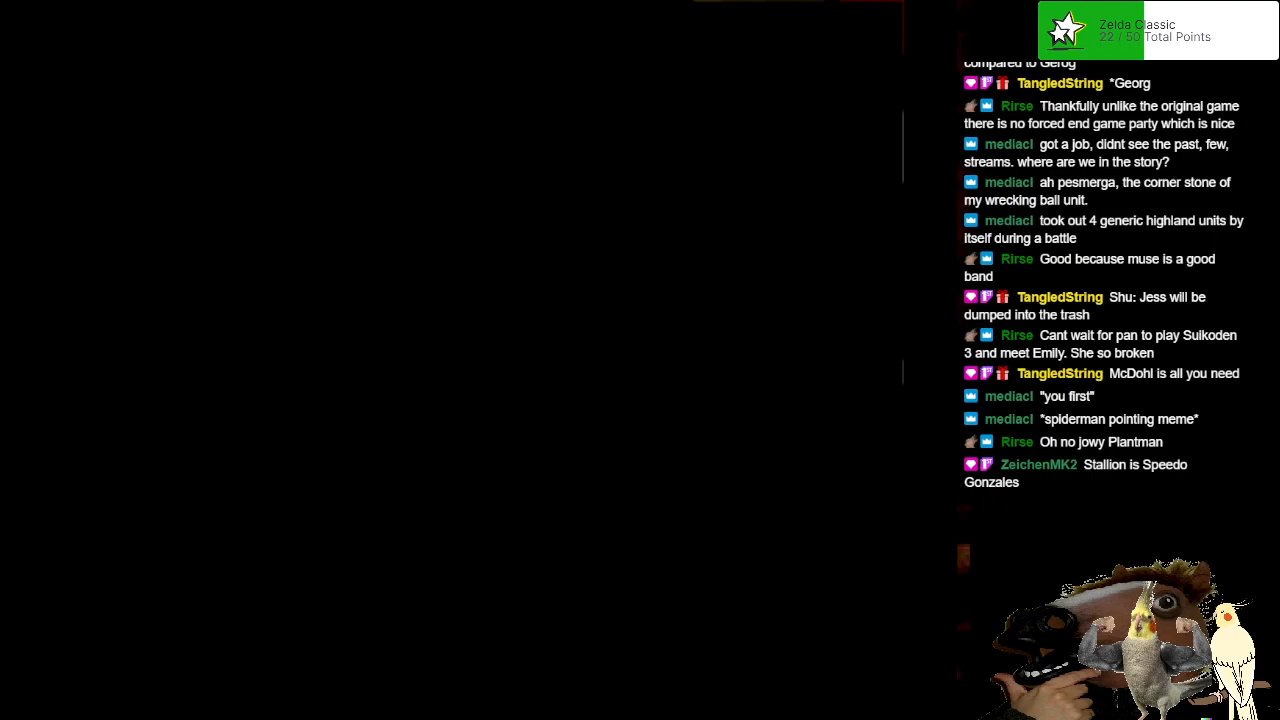 Zelda Classic
22 / 50 Total Points
compared to Gerog
TangledString *Georg
Rirse Thankfully unlike the original game
there is no forced end game party which is nice
mediacl got a job, didnt see the past, few,
streams. where are we in the story?
mediacl ah pesmerga, the corner stone of
my wrecking ball unit.
mediacl took out 4 generic highland units by
itself during a battle
Rirse Good because muse is a good
band
TangledString Shu: Jess will be
dumped into the trash
Rirse Cant wait for pan to play Suikoden
3 and meet Emily. She so broken
TangledString McDohl is all you need
mediacl "you first"
mediacl *spiderman pointing meme*
Rirse Oh no jowy Plantman
ZeichenMK2 Stallion is Speedo
Gonzales